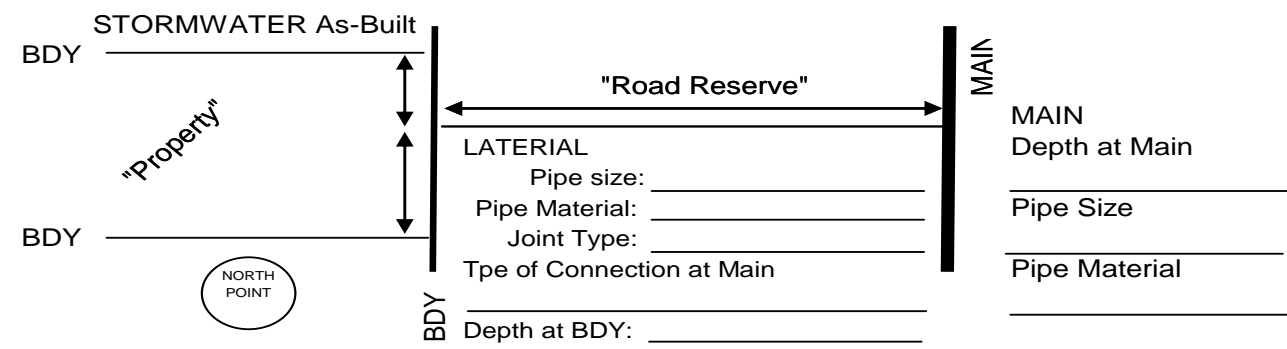 STORMWATER As-Built
BDY
"Property"
BDY
NORTH
POINT
BDY
"Road Reserve"
LATERIAL
Pipe size:
Pipe Material:
Joint Type:
Tpe of Connection at Main
Depth at BDY:
MAIN
MAIN
Depth at Main
Pipe Size
Pipe Material